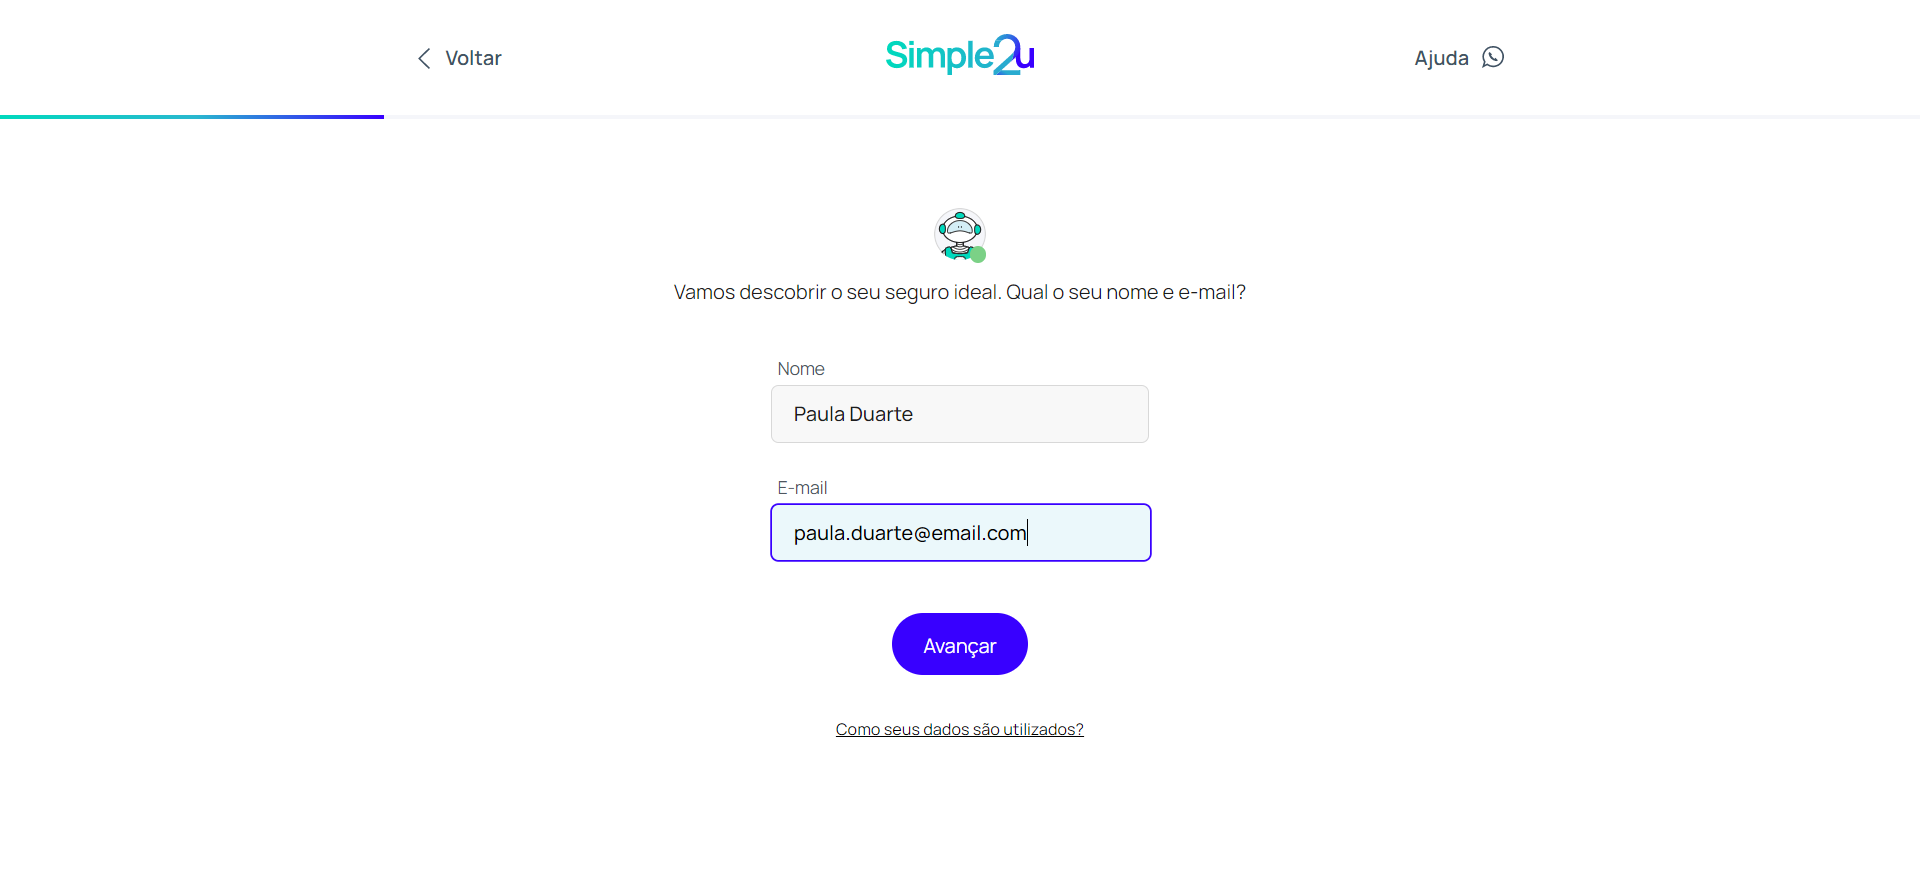 Voltar
Simple2u
Ajuda
Vamos descobrir o seu seguro ideal. Qual o seu nome e e-mail?
Nome
Paula Duarte
E-mail
paula.duarte@email.com
Avançar
Como seus dados são utilizados?